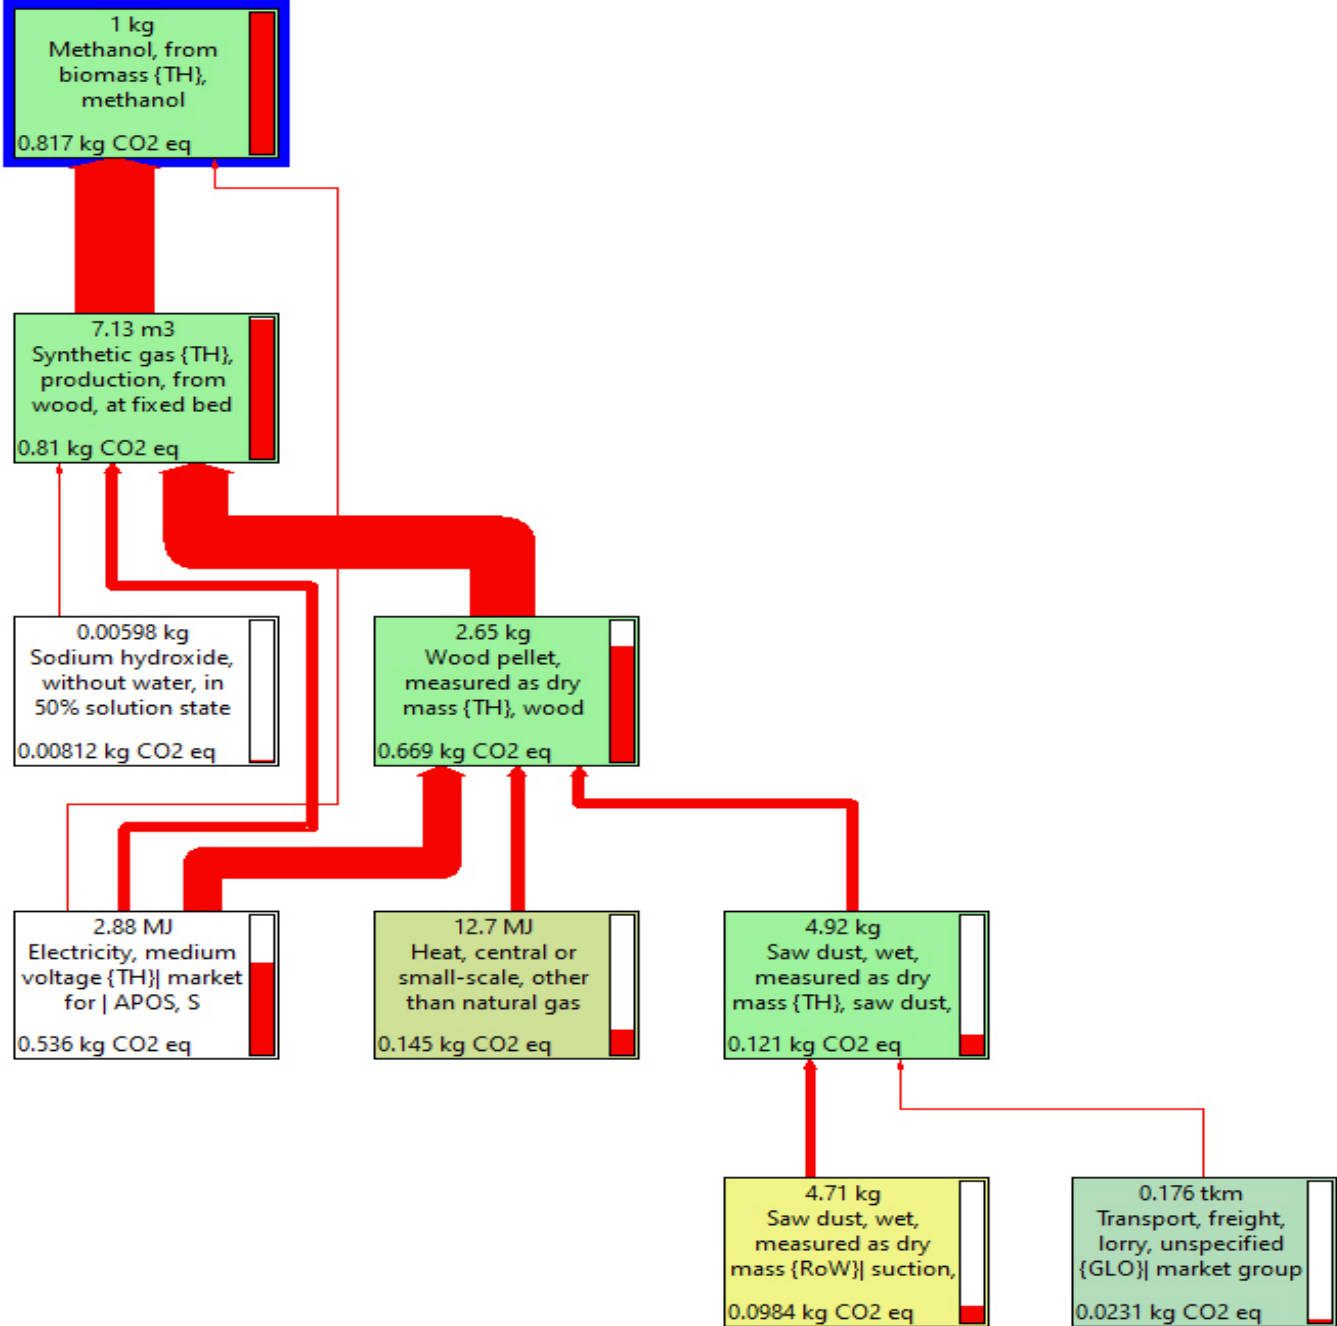 1 kg
Methanol, from
biomass {TH},
methanol
0.817 kg CO2 eq
7.13 m3
Synthetic gas {TH},
production, from
wood, at fixed bed
0.81 kg CO2 eq
0.00598 kg
Sodium hydroxide,
without water, in
50% solution state
0.00812 kg CO2 eq
2.65 kg
Wood pellet,
measured as dry
mass {TH}, wood
0.669 kg CO2 eq
2.88 MJ
Electricity, medium
voltage {TH}| market
for | APOS, S
0.536 kg CO2 eq
12.7 MJ
Heat, central or
small-scale, other
than natural gas
0.145 kg CO2 eq
4.92 kg
Saw dust, wet,
measured as dry
mass {TH}, saw dust,
0.121 kg CO2 eq
4.71 kg
Saw dust, wet,
measured as dry
mass {RoW}| suction,
0.0984 kg CO2 eq
0.176 tkm
Transport, freight,
lorry, unspecified
{GLO}| market group
0.0231 kg CO2 eq